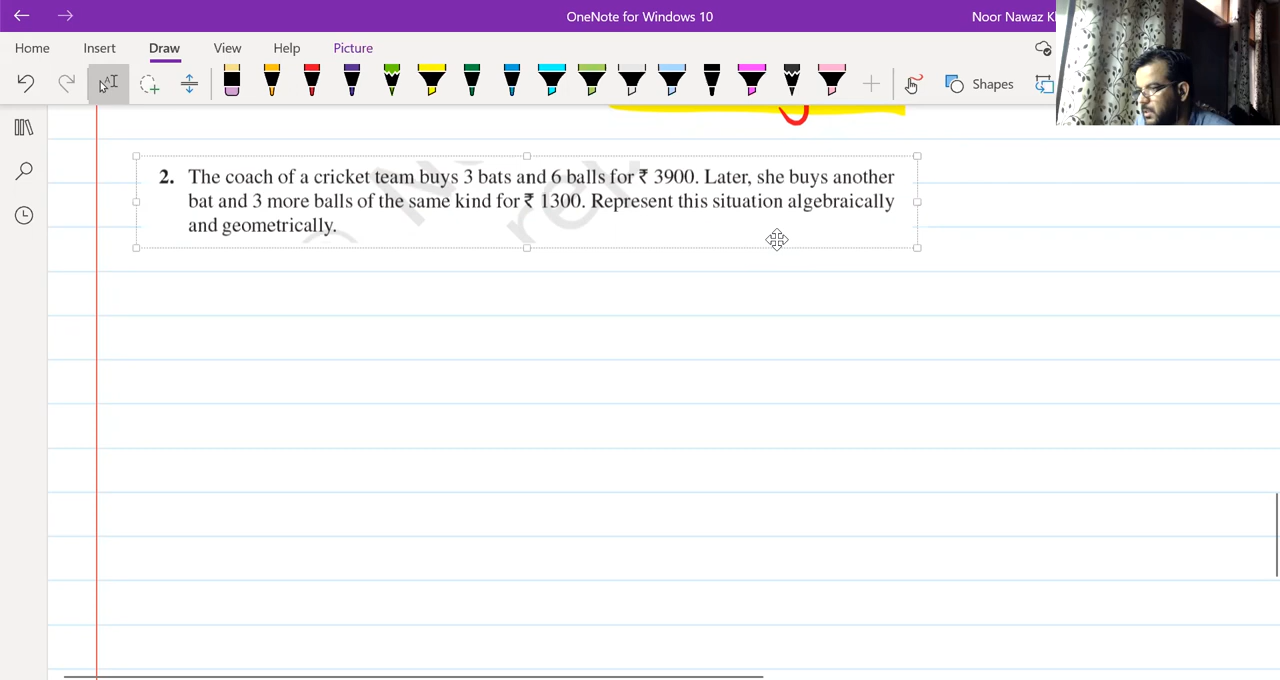 OneNote for Windows 10
Noor Nawaz
Home Insert Draw View Help Picture
Shapes
2. The coach of a cricket team buys 3 bats and 6 balls for ₹ 3900. Later, she buys another
bat and 3 more balls of the same kind for ₹ 1300. Represent this situation algebraically
and geometrically.